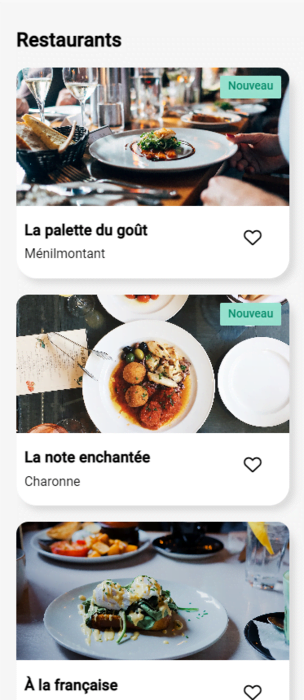 Restaurants
Nouveau
La palette du goût
Ménilmontant
Nouveau
La note enchantée
Charonne
À la française